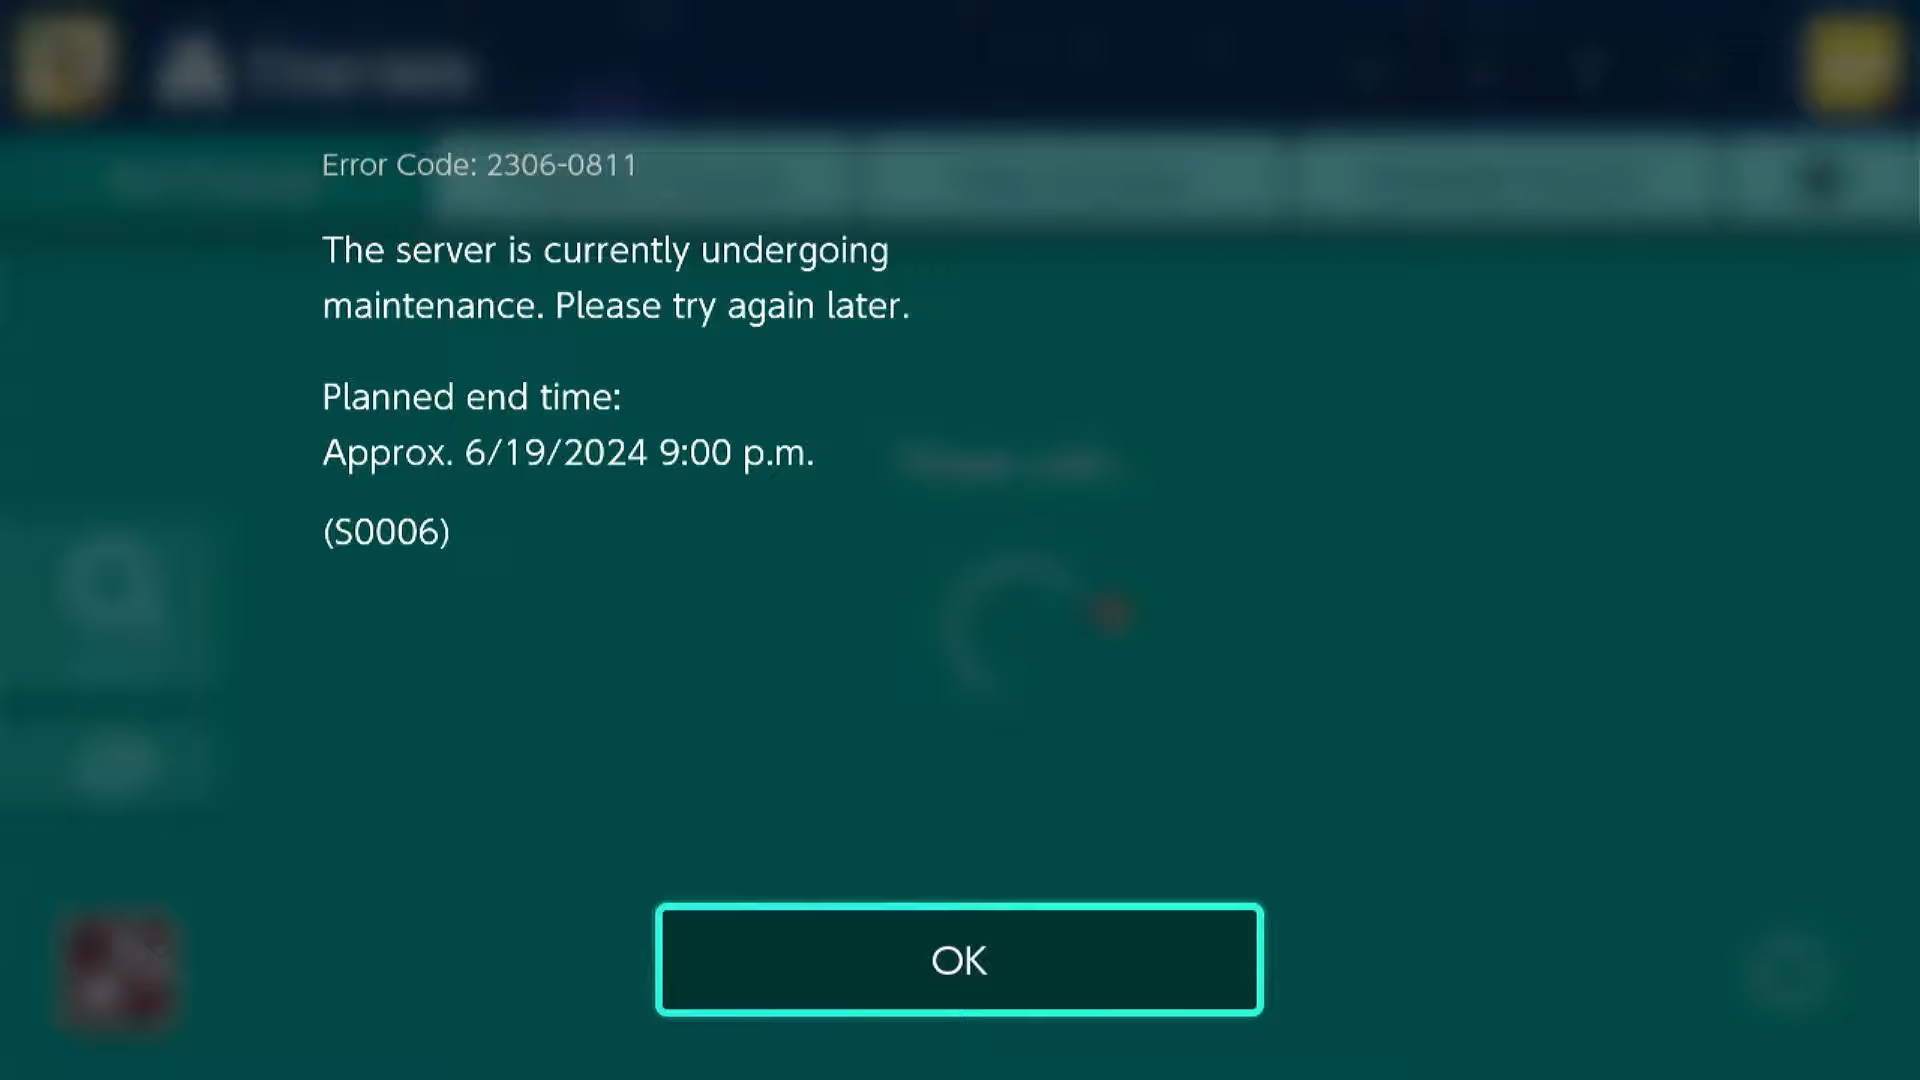 Error Code: 2306-0811
The server is currently undergoing
maintenance. Please try again later.
Planned end time:
Approx. 6/19/2024 9:00 p.m.
(S0006)
OK